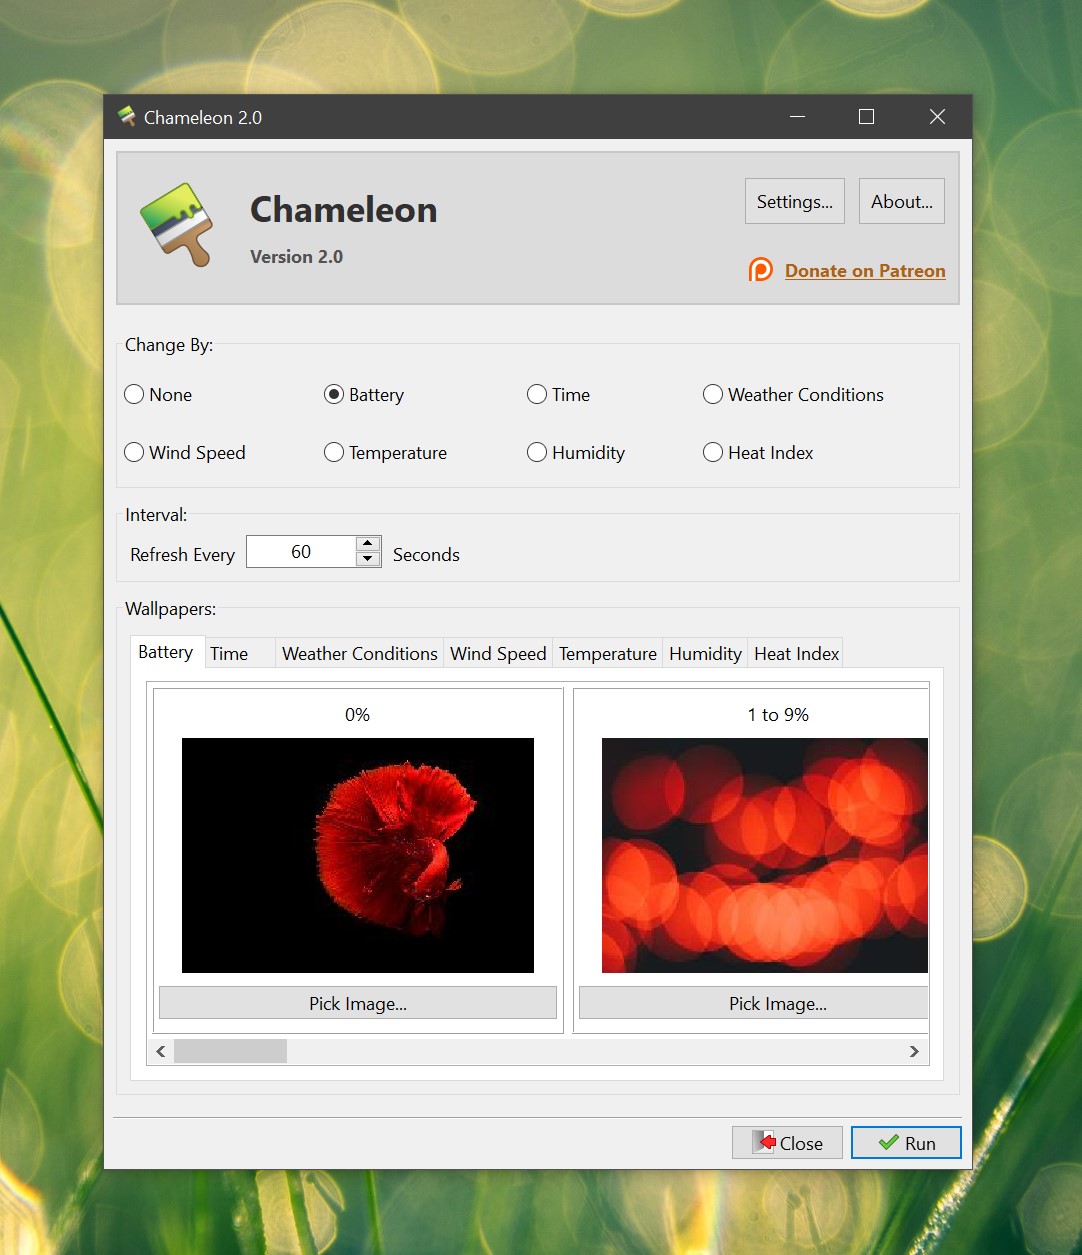 Chameleon 2.0
Chameleon
Version 2.0
Settings...
About...
Donate on Patreon
Change By:
None
Battery
Time
Weather Conditions
Wind Speed
Temperature
Humidity
Heat Index
Interval:
Refresh Every 60 Seconds
Wallpapers:
Battery Time Weather Conditions Wind Speed Temperature Humidity Heat Index
0%
1 to 9%
Pick Image...
Pick Image...
Close
Run